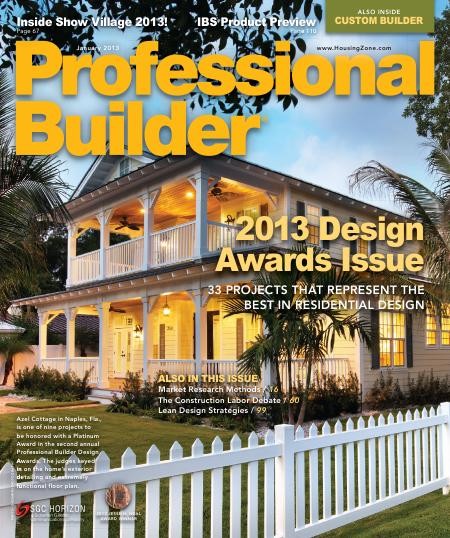 Inside Show Village 2013!
Page 67
IBS Product Preview
Page 110
ALSO INSIDE
CUSTOM BUILDER
January 2013
www.HousingZone.com
Professional
Builder
2013 Design
Awards Issue
33 PROJECTS THAT REPRESENT THE
BEST IN RESIDENTIAL DESIGN
ALSO IN THIS ISSUE
Market Research Methods / 16
The Construction Labor Debate / 60
Lean Design Strategies / 99
Azel Cottage in Naples, Fla.,
is one of nine projects to
be honored with a Platinum
Award in the second annual
Professional Builder Design
Awards. The judges keyed
in on the home's exterior
detailing and extremely
functional floor plan.
SGC HORIZON
AWARD WINNER